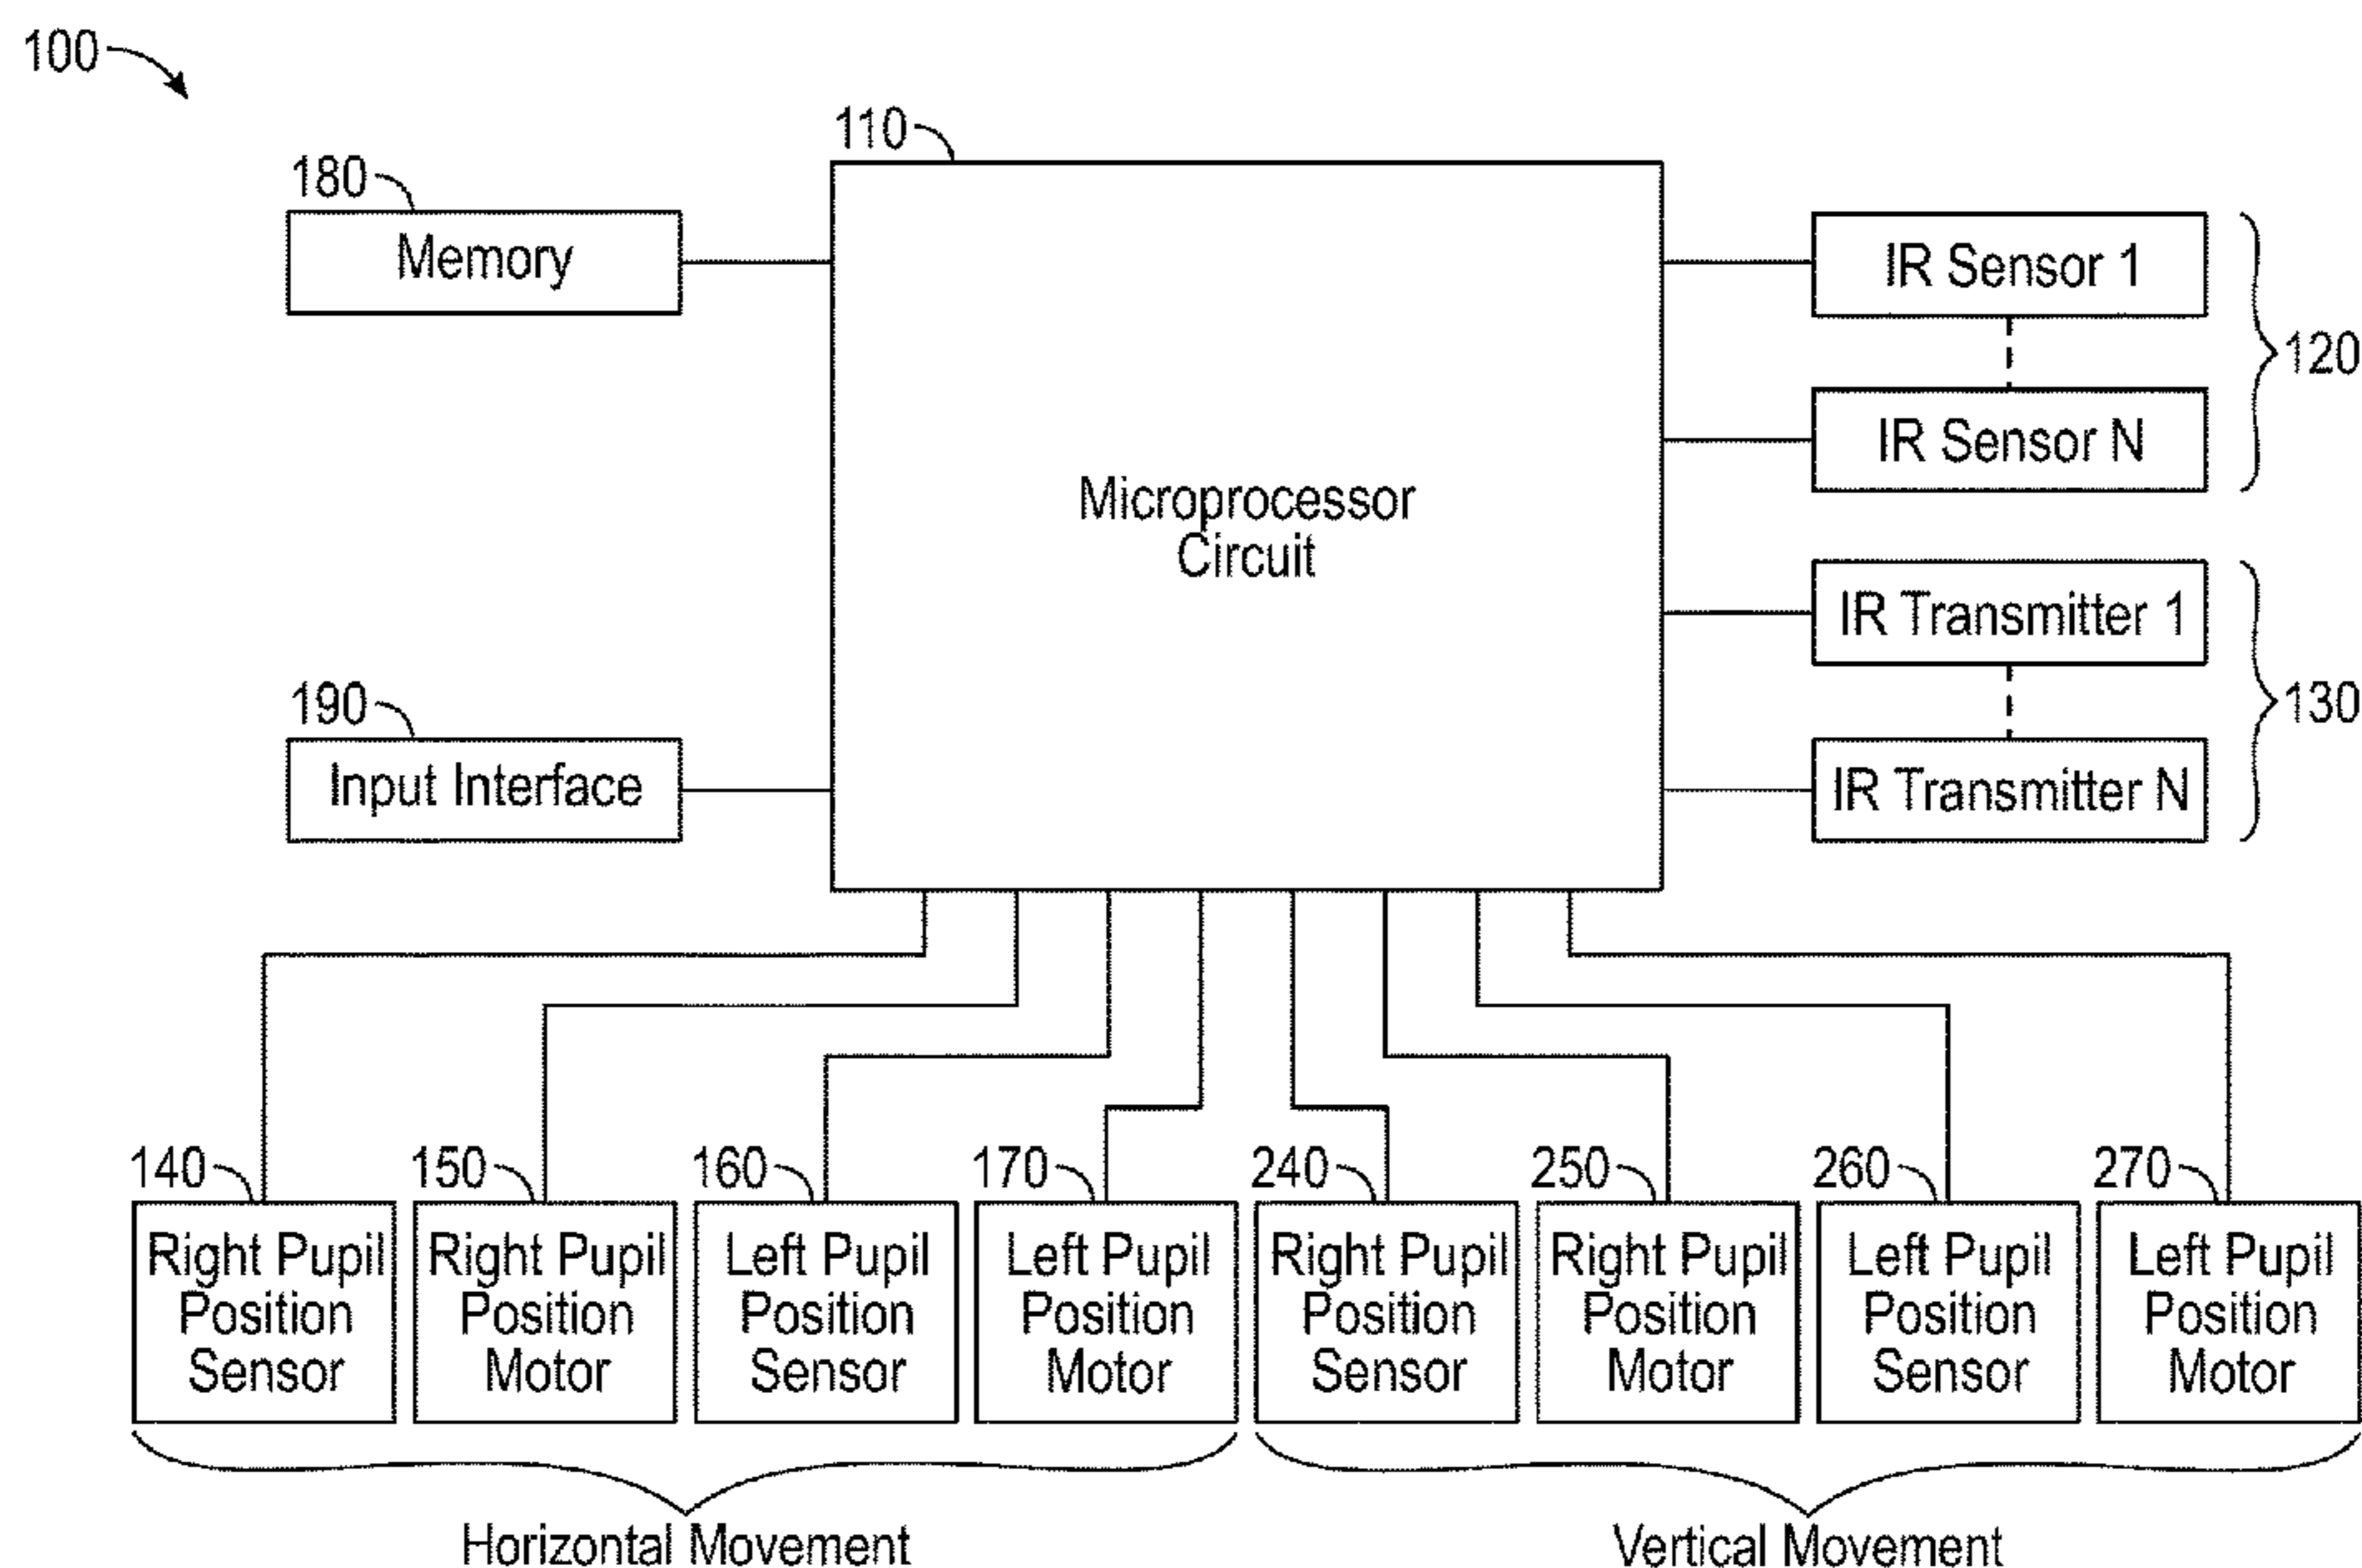 100
110
180
Memory
IR Sensor 1
120
IR Sensor N
Microprocessor
Circuit
IR Transmitter 1
130
190
Input Interface
IR Transmitter N
140
150
160
170
240
250
260
270
Right Pupil
Position
Sensor
Right Pupil
Position
Motor
Left Pupil
Position
Sensor
Left Pupil
Position
Motor
Right Pupil
Position
Sensor
Right Pupil
Position
Motor
Left Pupil
Position
Sensor
Left Pupil
Position
Motor
Horizontal Movement
Vertical Movement